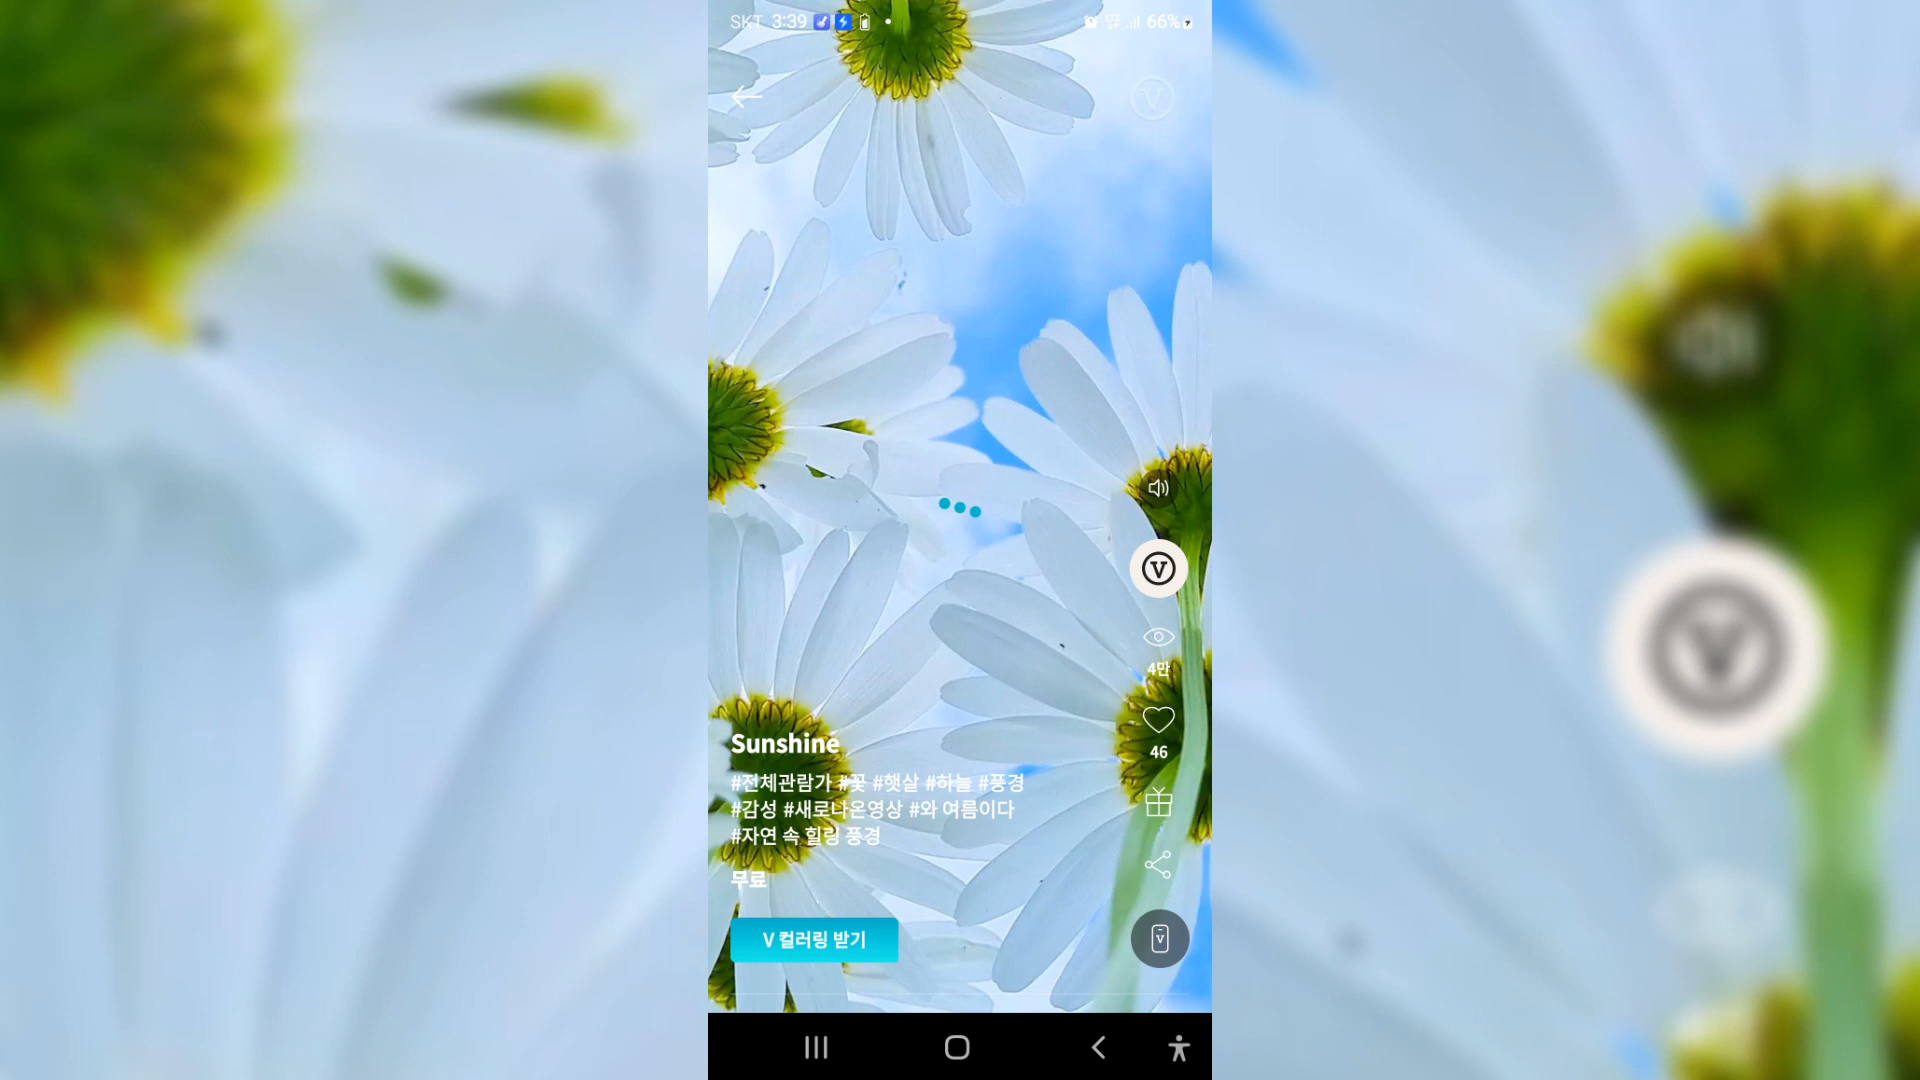 SKT 3:39
66%
V
V
4만
46
Sunshine
#전체관람가 #꽃 #햇살 #하늘 #풍경
#감성 #새로나온영상 #와 여름이다
#자연 속 힐링 풍경
무료
V 컬러링 받기
V